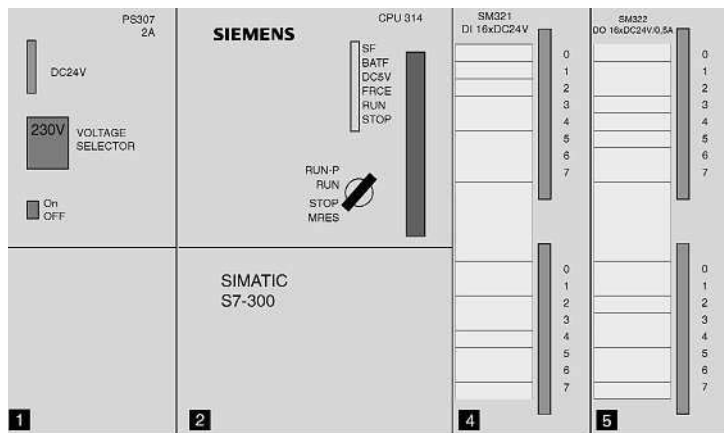 PS307
2A
DC24V
230V
VOLTAGE
SELECTOR
On
OFF
1
SIEMENS
CPU 314
SF
BATF
DC5V
FRCE
RUN
STOP
RUN-P
RUN
STOP
MRES
SIMATIC
S7-300
2
SM321
DI 16xDC24V
0
1
2
3
4
5
6
7
0
1
2
3
4
5
6
7
4
SM322
DO 16xDC24V/0,5A
0
1
2
3
4
5
6
7
0
1
2
3
4
5
6
7
5